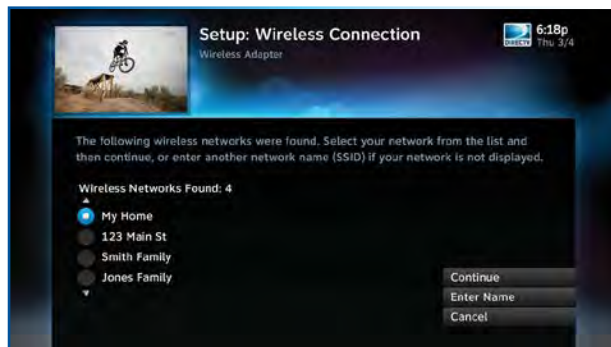 Setup: Wireless Connection
Wireless Adapter
DIRECTV
6:18p
Thu 3/4
The following wireless networks were found. Select your network from the list and
then continue, or enter another network name (SSID) if your network is not displayed.
Wireless Networks Found: 4
My Home
123 Main St
Smith Family
Jones Family
Continue
Enter Name
Cancel